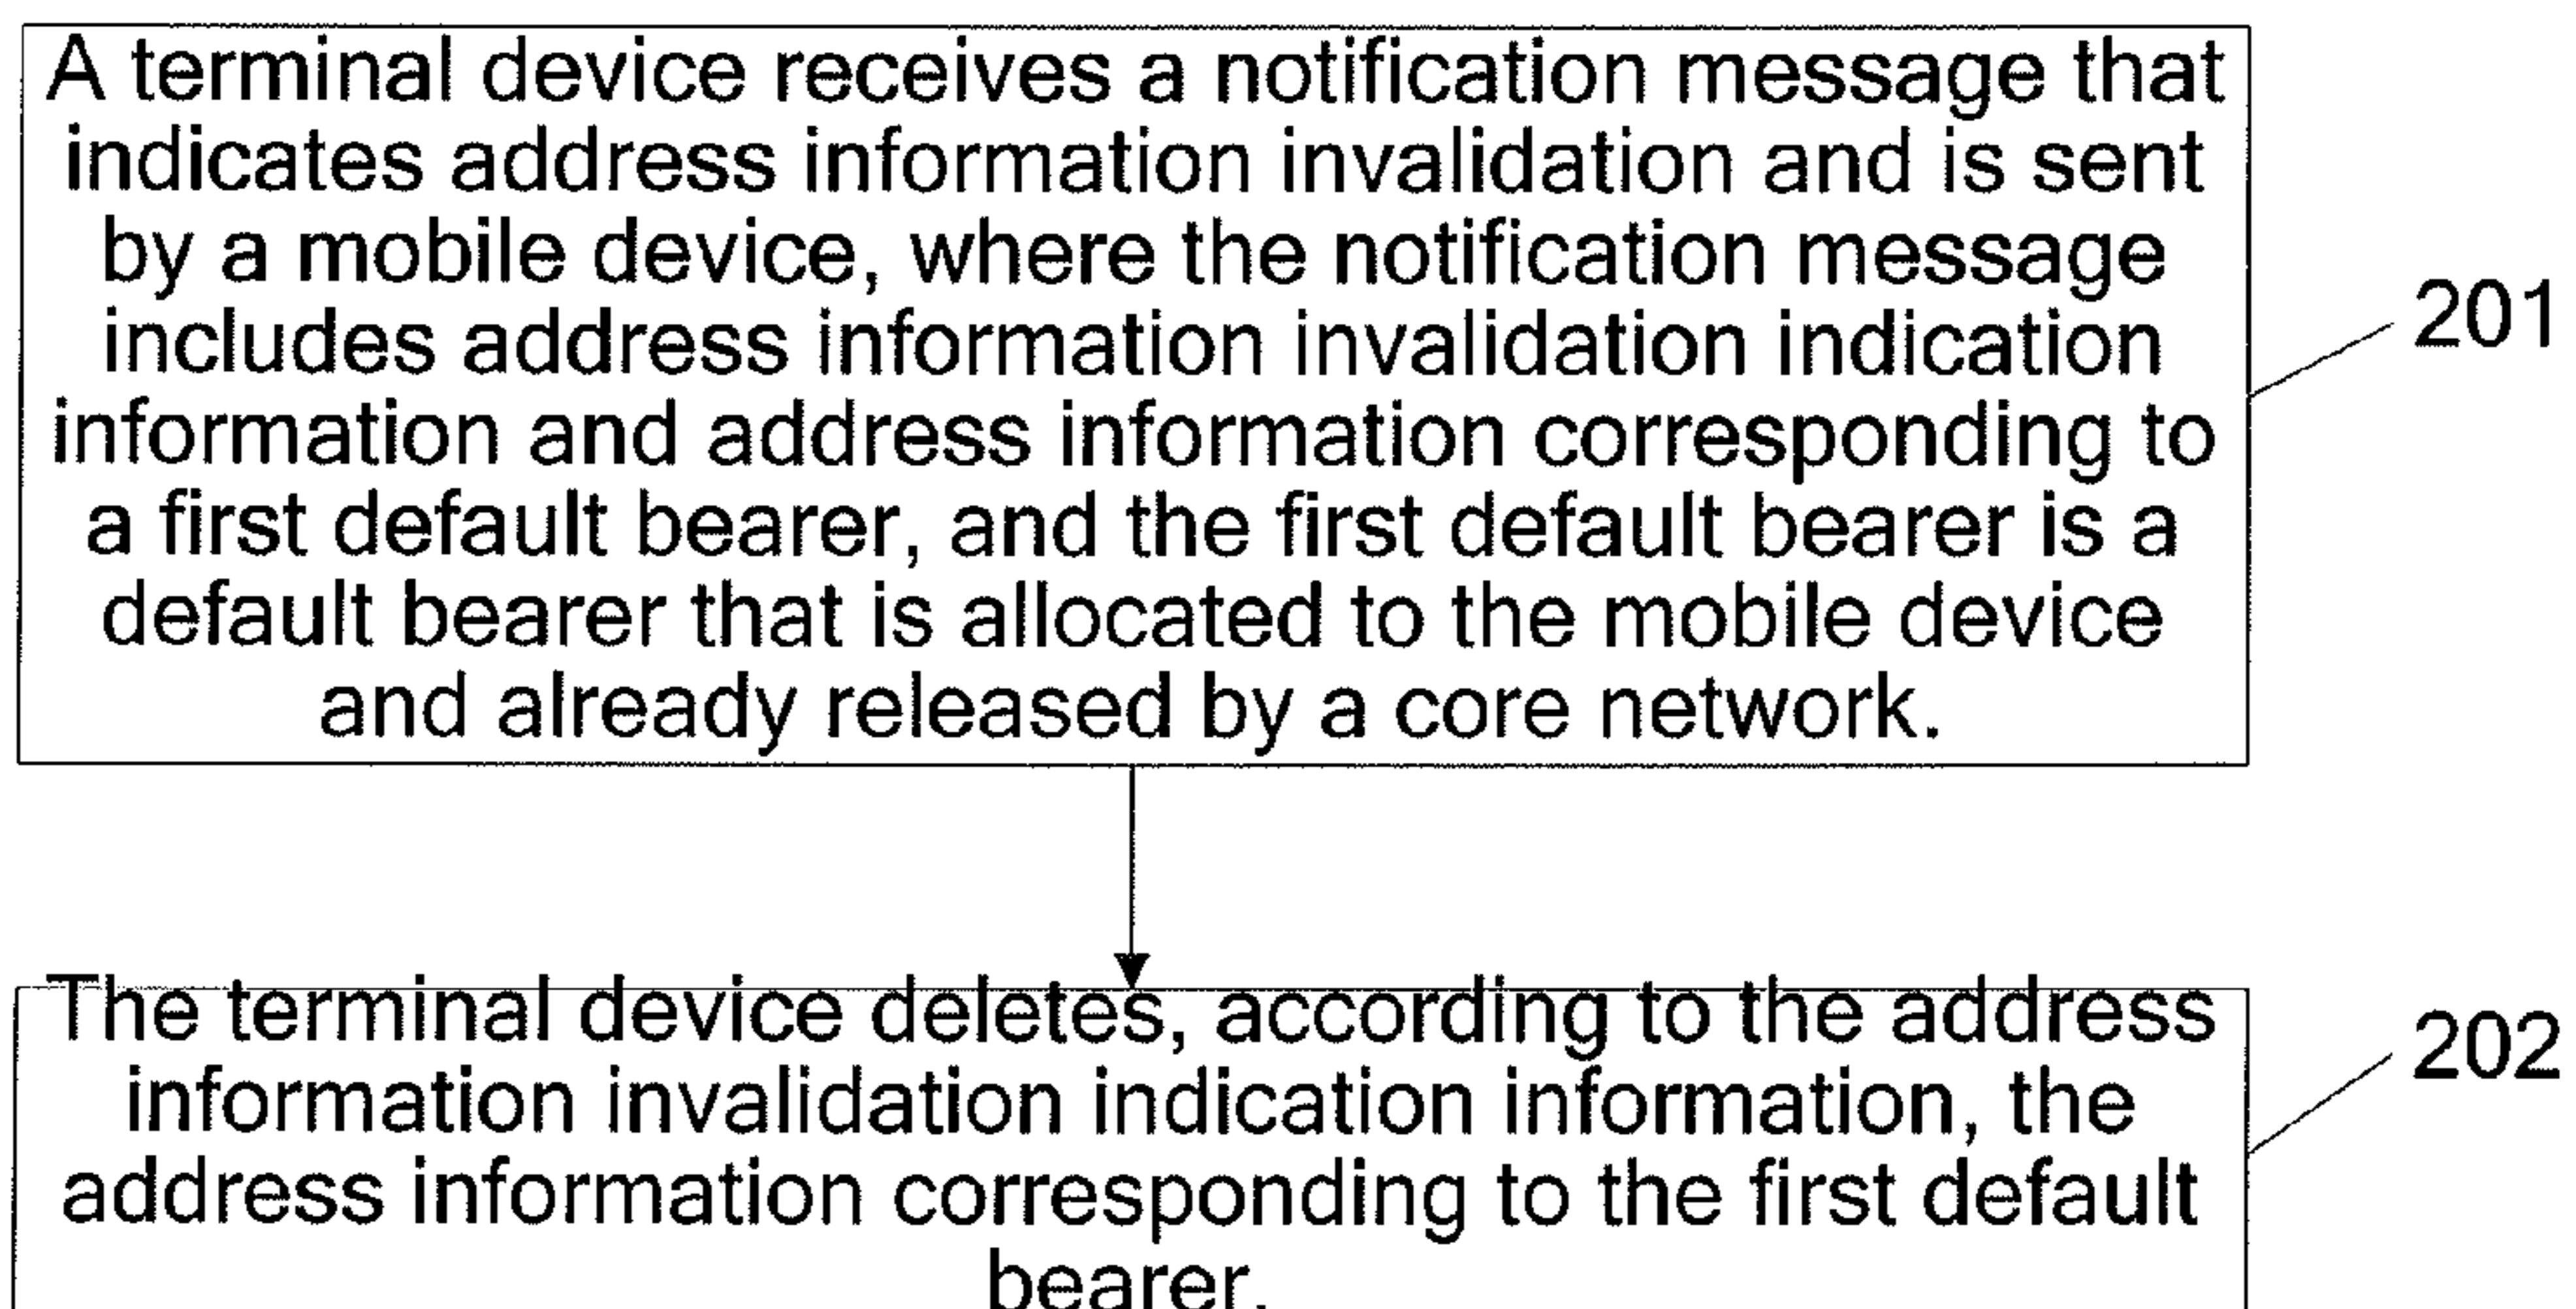 A terminal device receives a notification message that
indicates address information invalidation and is sent
by a mobile device, where the notification message
includes address information invalidation indication
information and address information corresponding to
a first default bearer, and the first default bearer is a
default bearer that is allocated to the mobile device
and already released by a core network.
201
The terminal device deletes, according to the address
information invalidation indication information, the
address information corresponding to the first default
bearer.
202